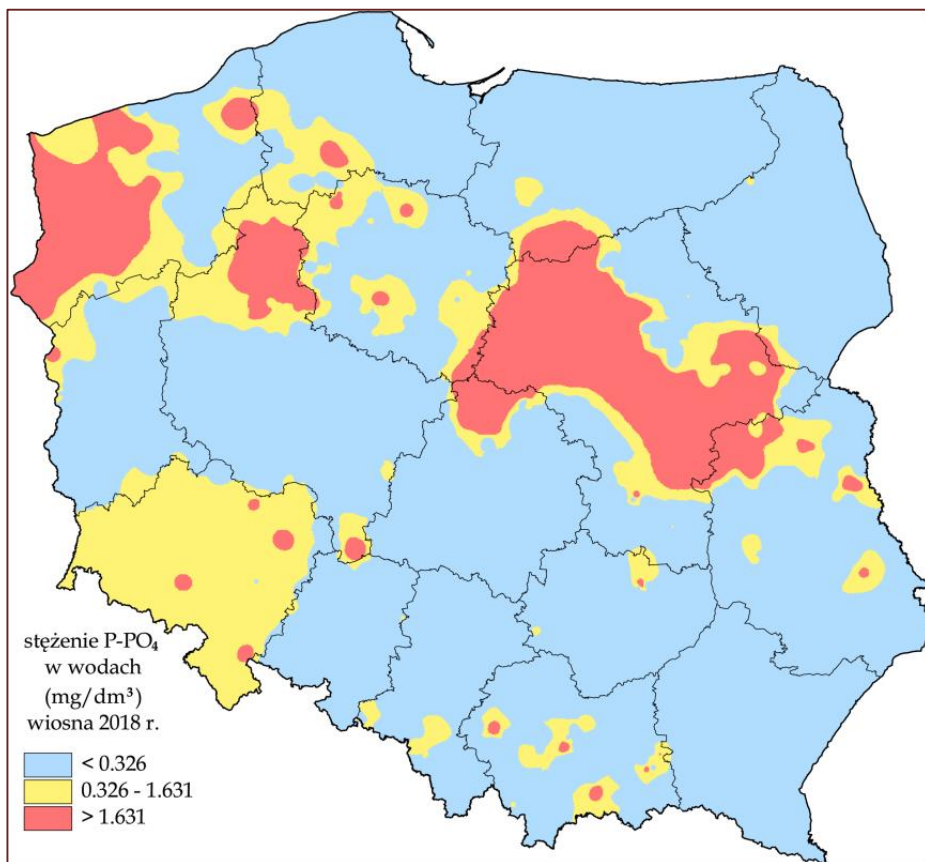 stężenie P-PO₄
w wodach
(mg/dm³)
wiosna 2018 r.
< 0.326
0.326 - 1.631
> 1.631